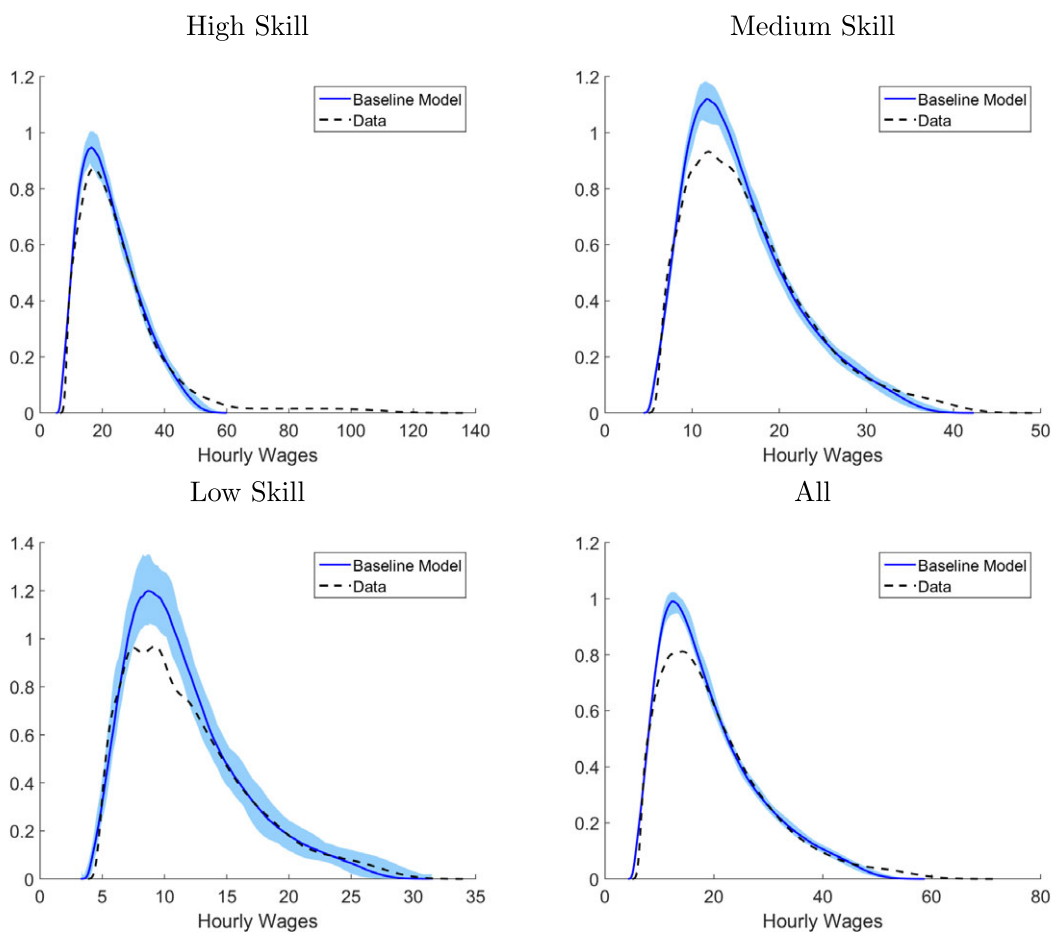 High Skill
1.2
1
0.8
0.6
0.4
0.2
0
Baseline Model
Data
0 20 40 60 80 100 120 140
Hourly Wages
Medium Skill
1.2
1
0.8
0.6
0.4
0.2
0
Baseline Model
Data
0 10 20 30 40 50
Hourly Wages
Low Skill
1.4
1.2
1
0.8
0.6
0.4
0.2
0
Baseline Model
Data
0 5 10 15 20 25 30 35
Hourly Wages
All
1.2
1
0.8
0.6
0.4
0.2
0
Baseline Model
Data
0 20 40 60 80
Hourly Wages